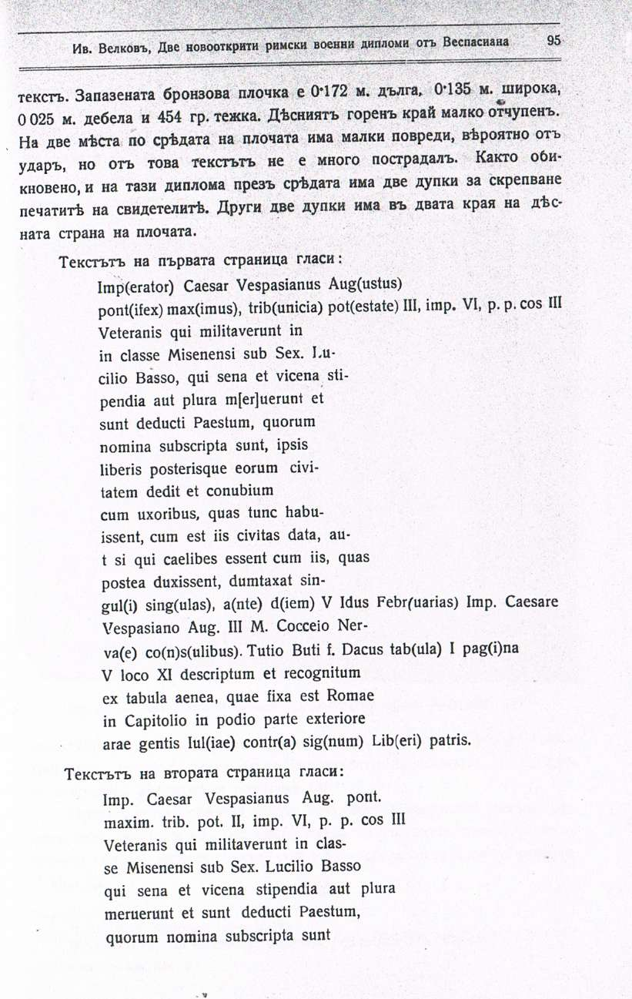 Ив. Велковъ, Две новооткрити римски военни дипломи отъ Веспасиана 95
текстъ. Запазената бронзова плочка е 0·172 м. дълга, 0·135 м. широка,
0 025 м. дебела и 454 гр. тежка. Дѣсниятъ горенъ край малко отчупенъ.
На две мѣста по срѣдата на плочата има малки повреди, вѣроятно отъ
ударъ, но отъ това текстътъ не е много пострадалъ. Както оби-
кновено, и на тази диплома презъ срѣдата има две дупки за скрепване
печатитѣ на свидетелитѣ. Други две дупки има въ двата края на дѣс-
ната страна на плочата.
Текстътъ на първата страница гласи:
Imp(erator) Caesar Vespasianus Aug(ustus)
pont(ifex) max(imus), trib(unicia) pot(estate) III, imp. VI, p. p. cos III
Veteranis qui militaverunt in
in classe Misenensi sub Sex. Lu-
cilio Basso, qui sena et vicena sti-
pendia aut plura m[er]uerunt et
sunt deducti Paestum, quorum
nomina subscripta sunt, ipsis
liberis posterisque eorum civi-
tatem dedit et conubium
cum uxoribus, quas tunc habu-
issent, cum est iis civitas data, au-
t si qui caelibes essent cum iis, quas
postea duxissent, dumtaxat sin-
gul(i) sing(ulas), a(nte) d(iem) V Idus Febr(uarias) Imp. Caesare
Vespasiano Aug. III M. Cocceio Ner-
va(e) co(n)s(ulibus). Tutio Buti f. Dacus tab(ula) I pag(i)na
V loco XI descriptum et recognitum
ex tabula aenea, quae fixa est Romae
in Capitolio in podio parte exteriore
arae gentis Iul(iae) contr(a) sig(num) Lib(eri) patris.
Текстътъ на втората страница гласи:
Imp. Caesar Vespasianus Aug. pont.
maxim. trib. pot. II, imp. VI, p. p. cos III
Veteranis qui militaverunt in clas-
se Misenensi sub Sex. Lucilio Basso
qui sena et vicena stipendia aut plura
meruerunt et sunt deducti Paestum,
quorum nomina subscripta sunt